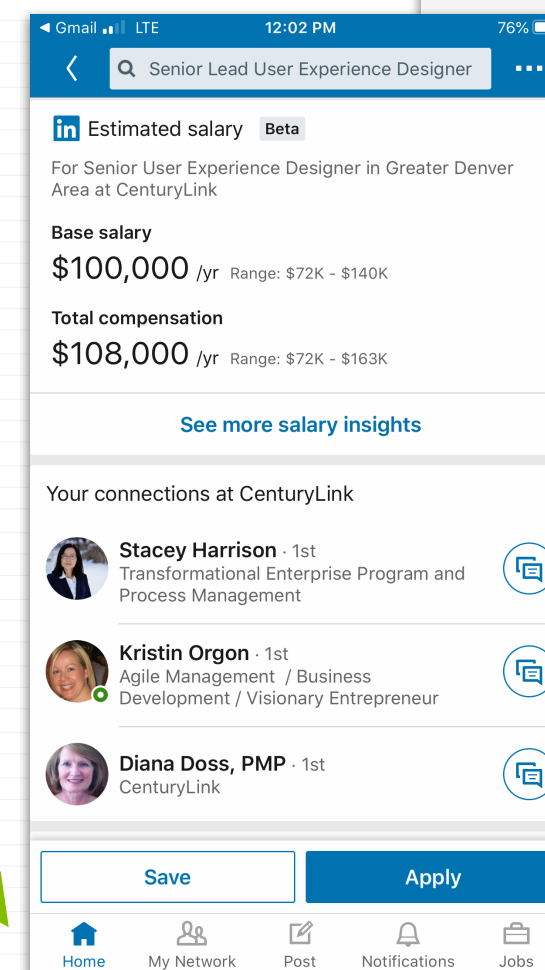 Gmail LTE 12:02 PM 76%
Senior Lead User Experience Designer
in Estimated salary Beta
For Senior User Experience Designer in Greater Denver
Area at CenturyLink
Base salary
$100,000 /yr Range: $72K - $140K
Total compensation
$108,000 /yr Range: $72K - $163K
See more salary insights
Your connections at CenturyLink
Stacey Harrison · 1st
Transformational Enterprise Program and
Process Management
Kristin Orgon · 1st
Agile Management / Business
Development / Visionary Entrepreneur
Diana Doss, PMP · 1st
CenturyLink
Save Apply
Home My Network Post Notifications Jobs